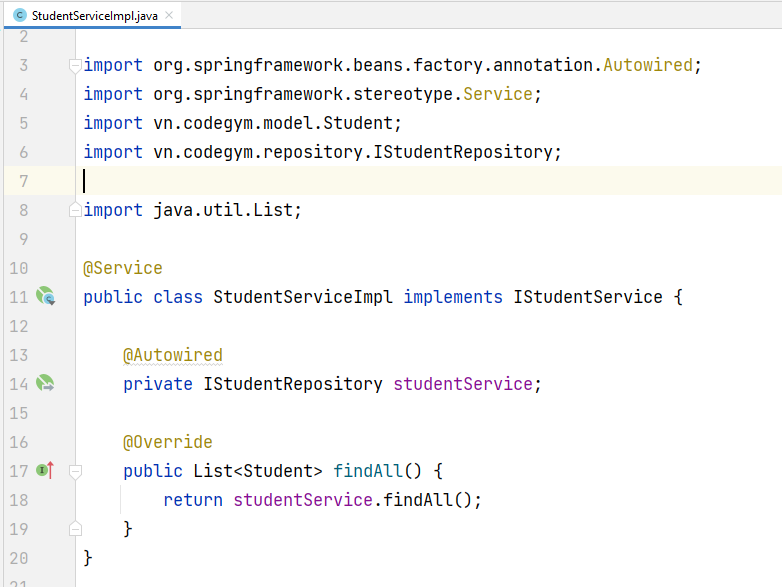 StudentServiceImpl.java
2
3 import org.springframework.beans.factory.annotation.Autowired;
4 import org.springframework.stereotype.Service;
5 import vn.codegym.model.Student;
6 import vn.codegym.repository.IStudentRepository;
7
8 import java.util.List;
9
10 @Service
11 public class StudentServiceImpl implements IStudentService {
12
13 @Autowired
14 private IStudentRepository studentService;
15
16 @Override
17 public List<Student> findAll() {
18 return studentService.findAll();
19 }
20 }
21